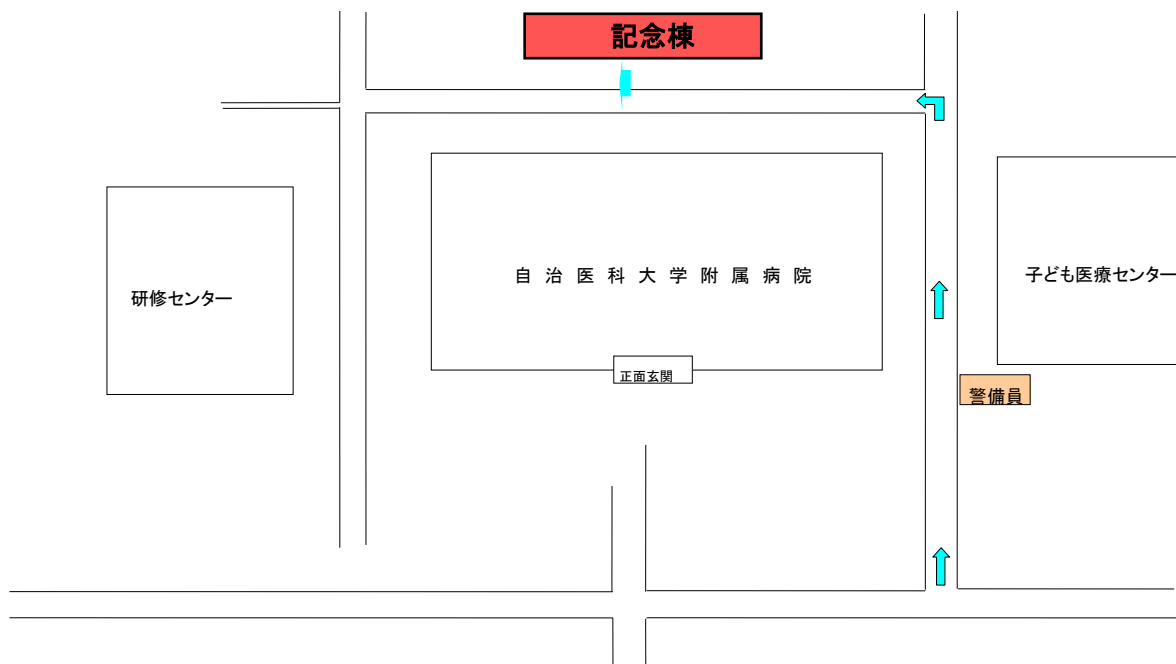 記念棟
自治医科大学附属病院
子ども医療センター
研修センター
正面玄関
警備員